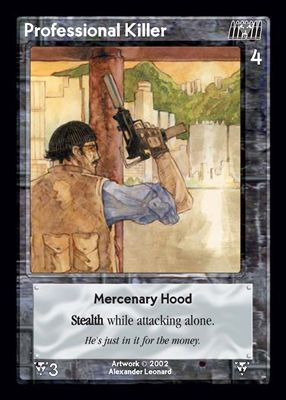 Professional Killer
4
Mercenary Hood
Stealth while attacking alone.
He's just in it for the money.
Artwork © 2002
Alexander Leonard
3